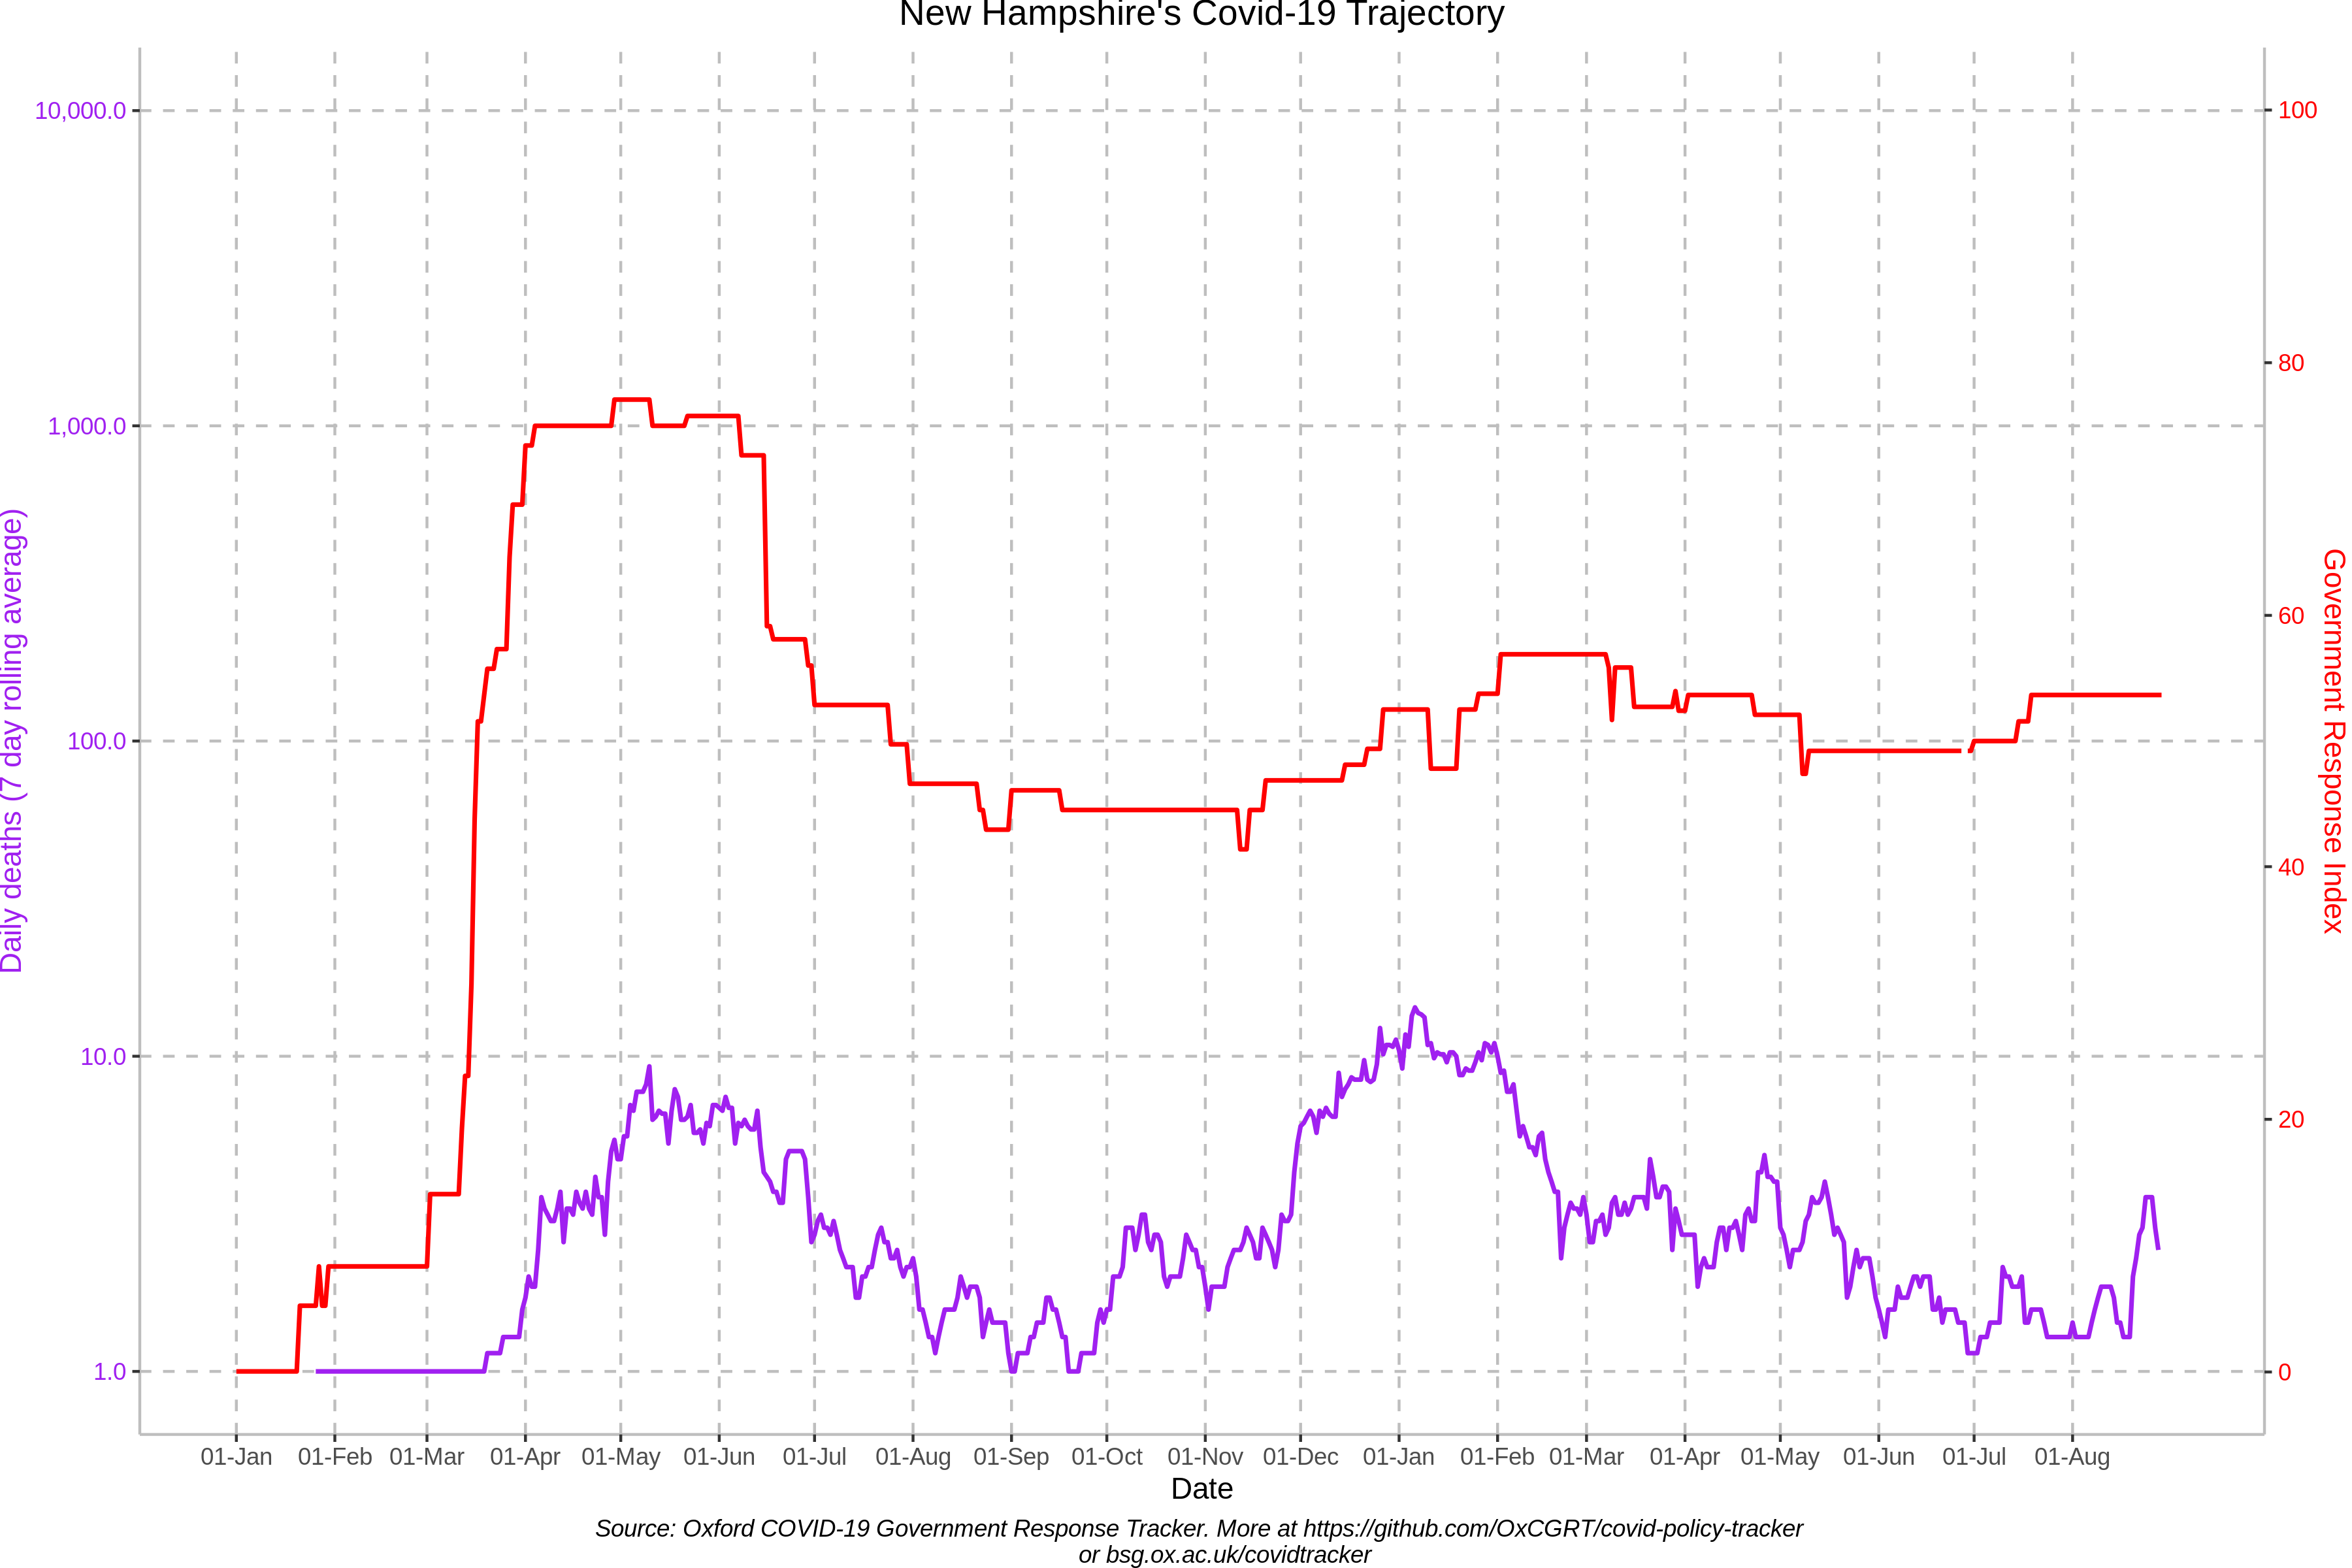 New Hampshire's Covid-19 Trajectory
10,000.0
1,000.0
100.0
10.0
1.0
Daily deaths (7 day rolling average)
100
80
60
40
20
0
Government Response Index
01-Jan 01-Feb 01-Mar 01-Apr 01-May 01-Jun 01-Jul 01-Aug 01-Sep 01-Oct 01-Nov 01-Dec 01-Jan 01-Feb 01-Mar 01-Apr 01-May 01-Jun 01-Jul 01-Aug
Date
Source: Oxford COVID-19 Government Response Tracker. More at https://github.com/OxCGRT/covid-policy-tracker
or bsg.ox.ac.uk/covidtracker